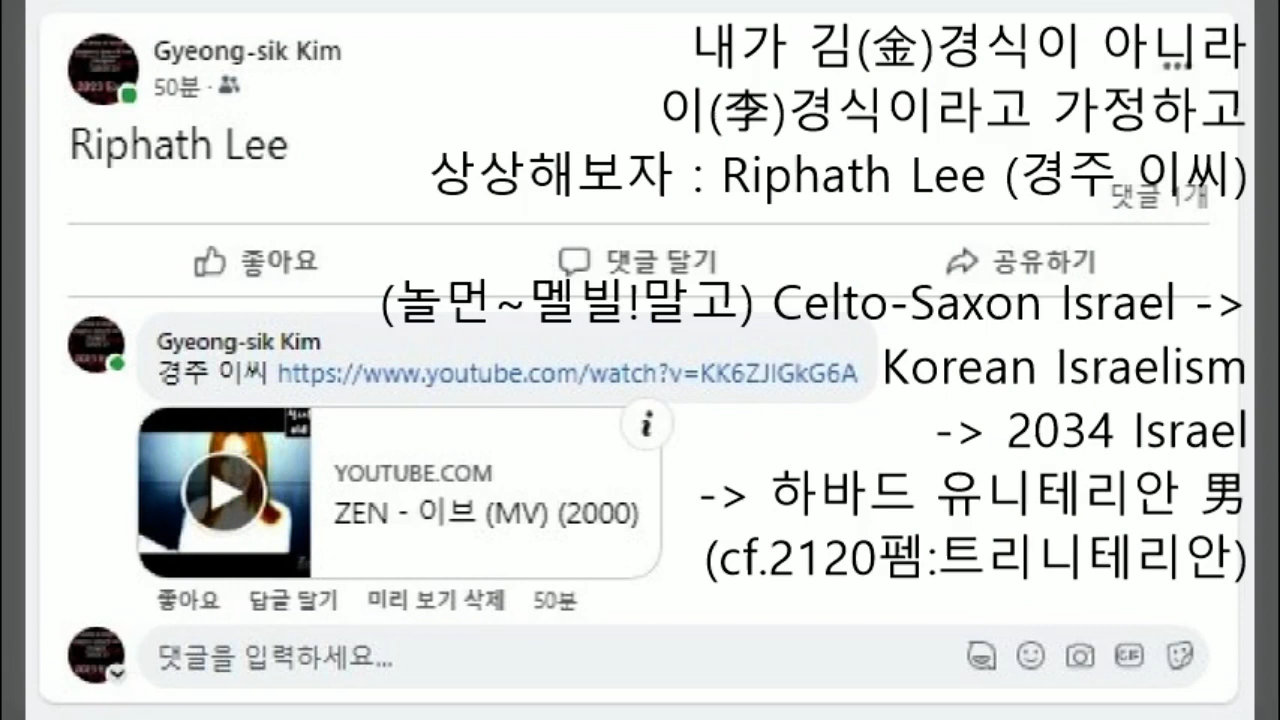 Gyeong-sik Kim
50분 ·
Riphath Lee
내가 김(金)경식이 아니라
이(李)경식이라고 가정하고
상상해보자 : Riphath Lee (경주 이씨)
댓글 1개
좋아요 댓글 달기 공유하기
(놀먼~멜빌!말고) Celto-Saxon Israel ->
Korean Israelism
-> 2034 Israel
-> 하바드 유니테리안 男
(cf.2120펨:트리니테리안)
Gyeong-sik Kim
경주 이씨 https://www.youtube.com/watch?v=KK6ZJIGkG6A
YOUTUBE.COM
ZEN - 이브 (MV) (2000)
좋아요 답글 달기 미리 보기 삭제 50분
댓글을 입력하세요...
GIF